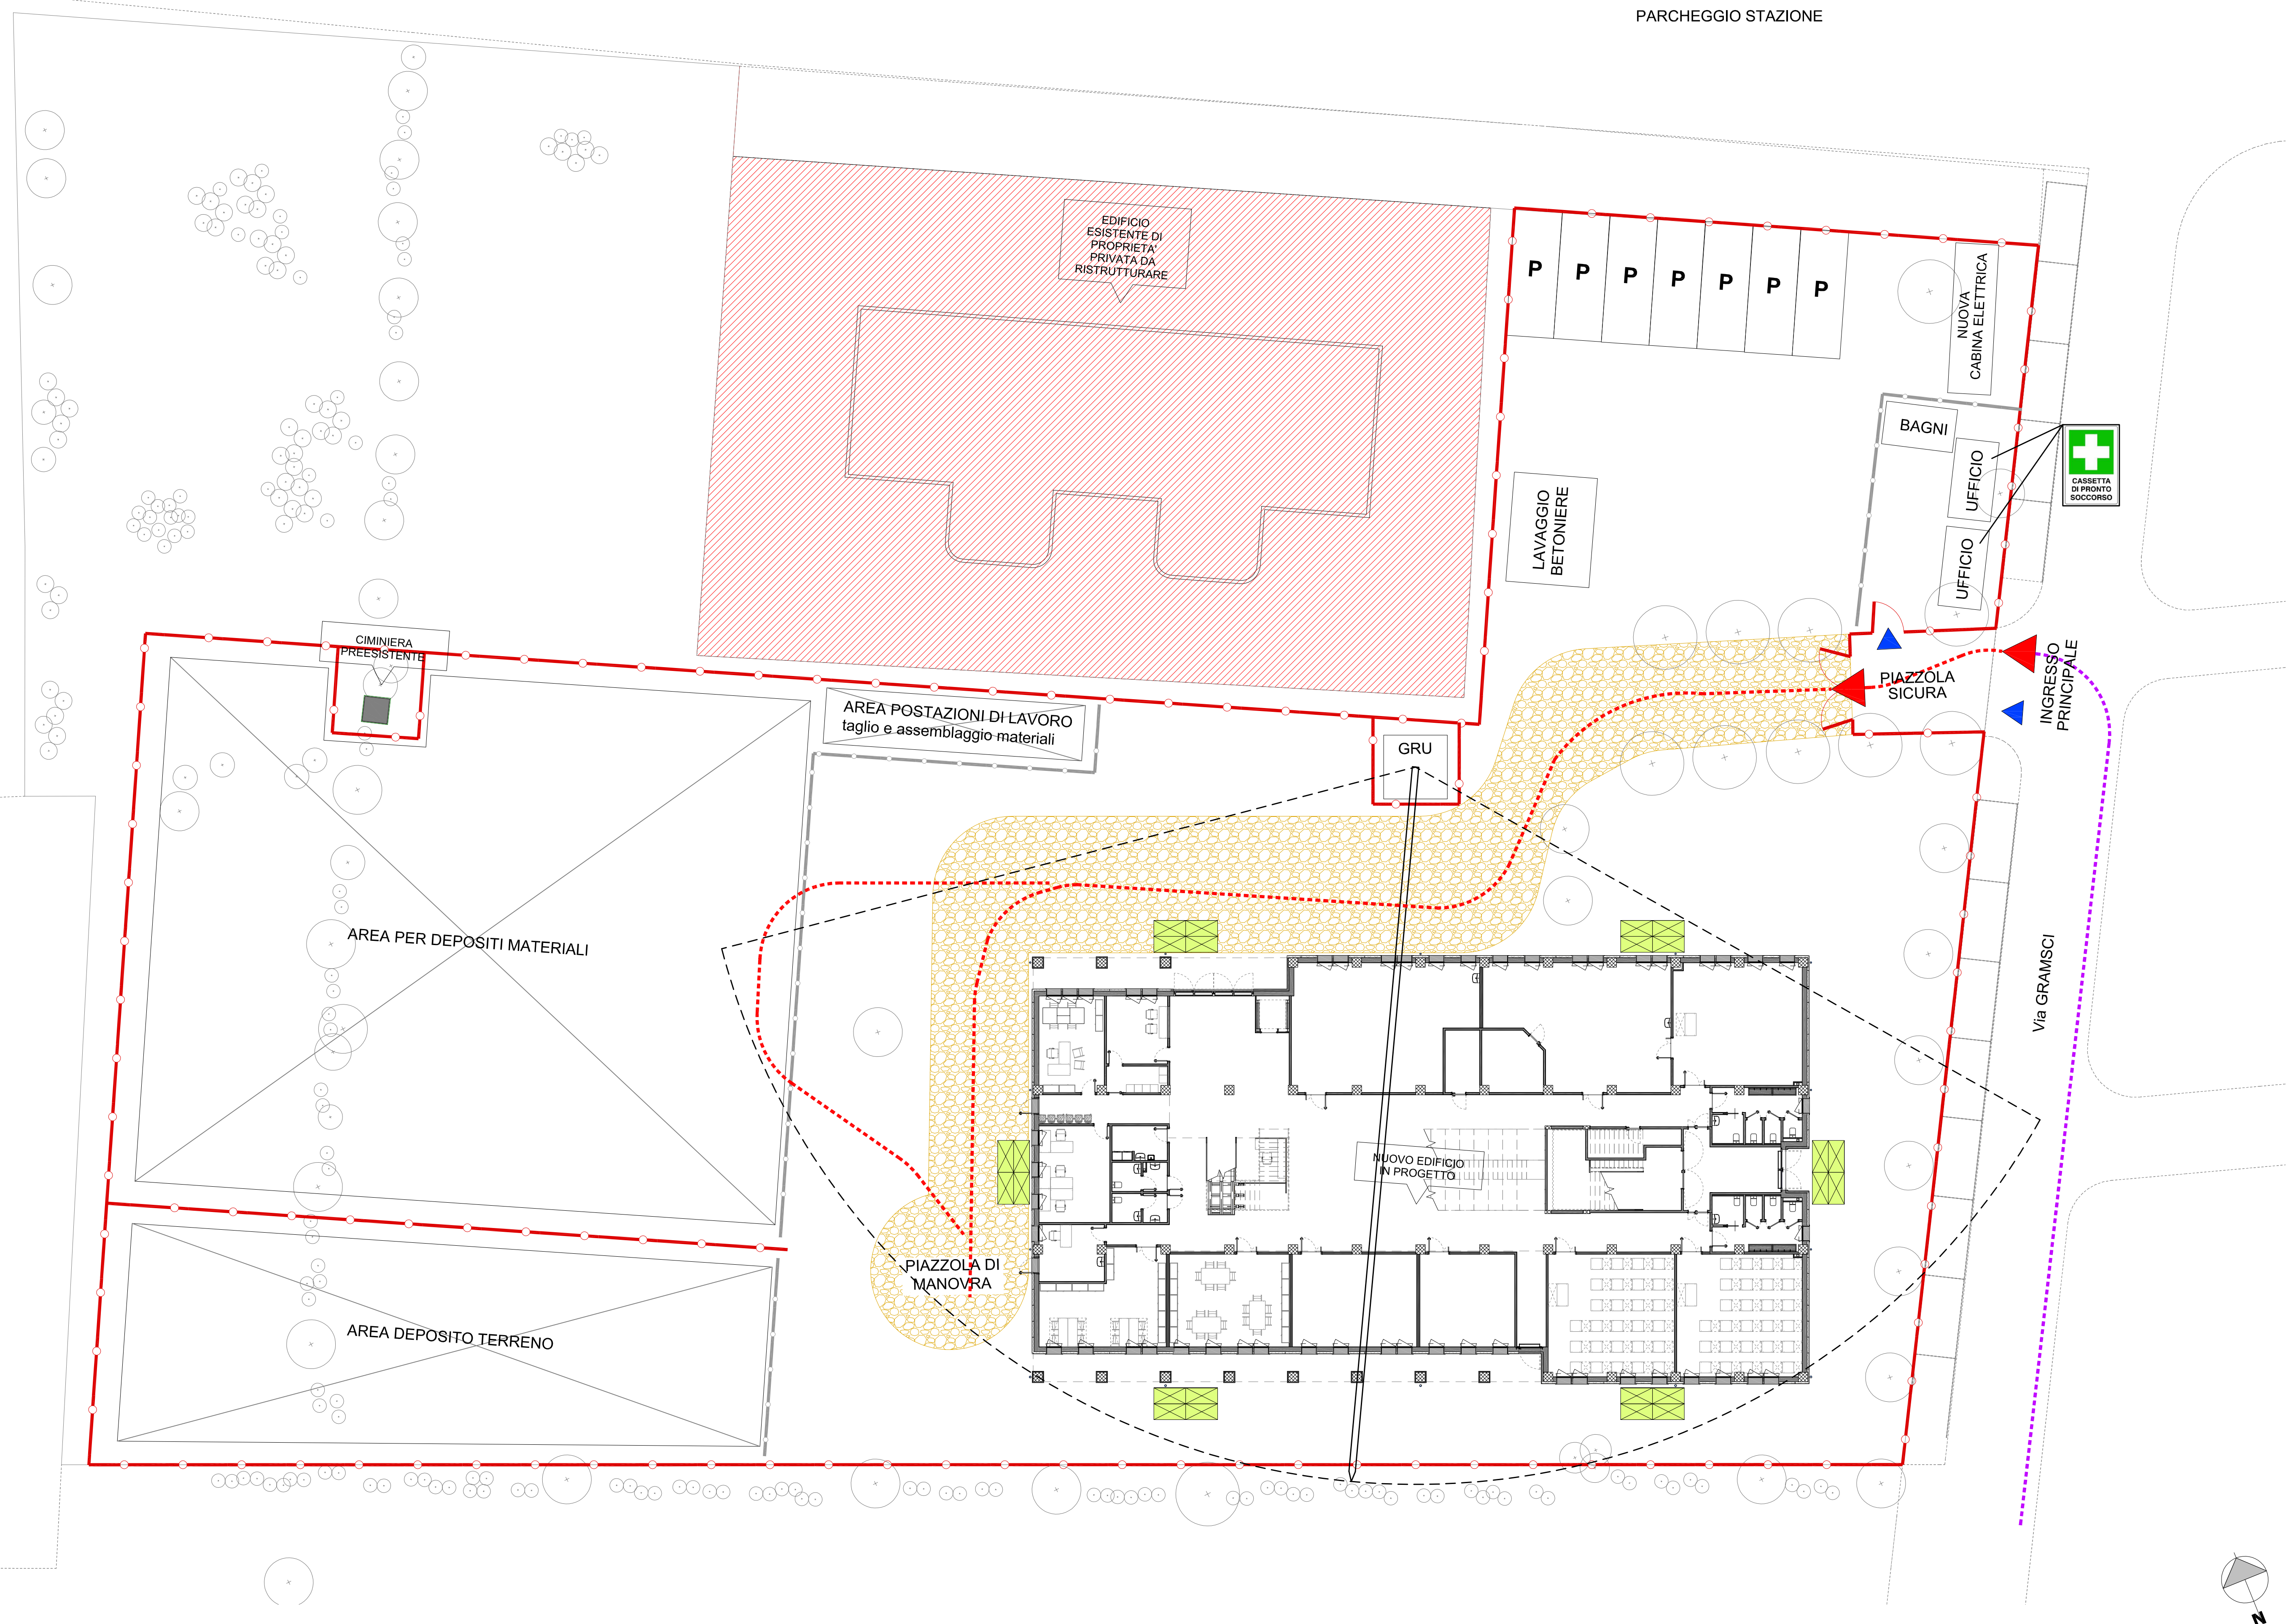 PARCHEGGIO STAZIONE
EDIFICIO
ESISTENTE DI
PROPRIETA'
PRIVATA DA
RISTRUTTURARE
P
P
P
P
P
P
P
NUOVA
CABINA ELETTRICA
BAGNI
UFFICIO
UFFICIO
CASSETTA
DI PRONTO
SOCCORSO
LAVAGGIO
BETONIERE
CIMINIERA
PREESISTENTE
PIAZZOLA
SICURA
INGRESSO
PRINCIPALE
AREA POSTAZIONI DI LAVORO
taglio e assemblaggio materiali
GRU
AREA PER DEPOSITI MATERIALI
Via GRAMSCI
NUOVO EDIFICIO
IN PROGETTO
PIAZZOLA DI
MANOVRA
AREA DEPOSITO TERRENO
N